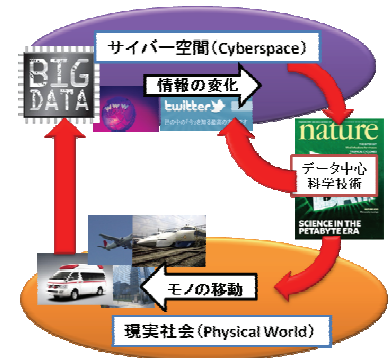 サイバー空間(Cyberspace)
BIG
DATA
情報の変化
www
twitter
nature
データ中心
科学技術
SCIENCE IN THE
PETABYTE ERA
モノの移動
現実社会(Physical World)